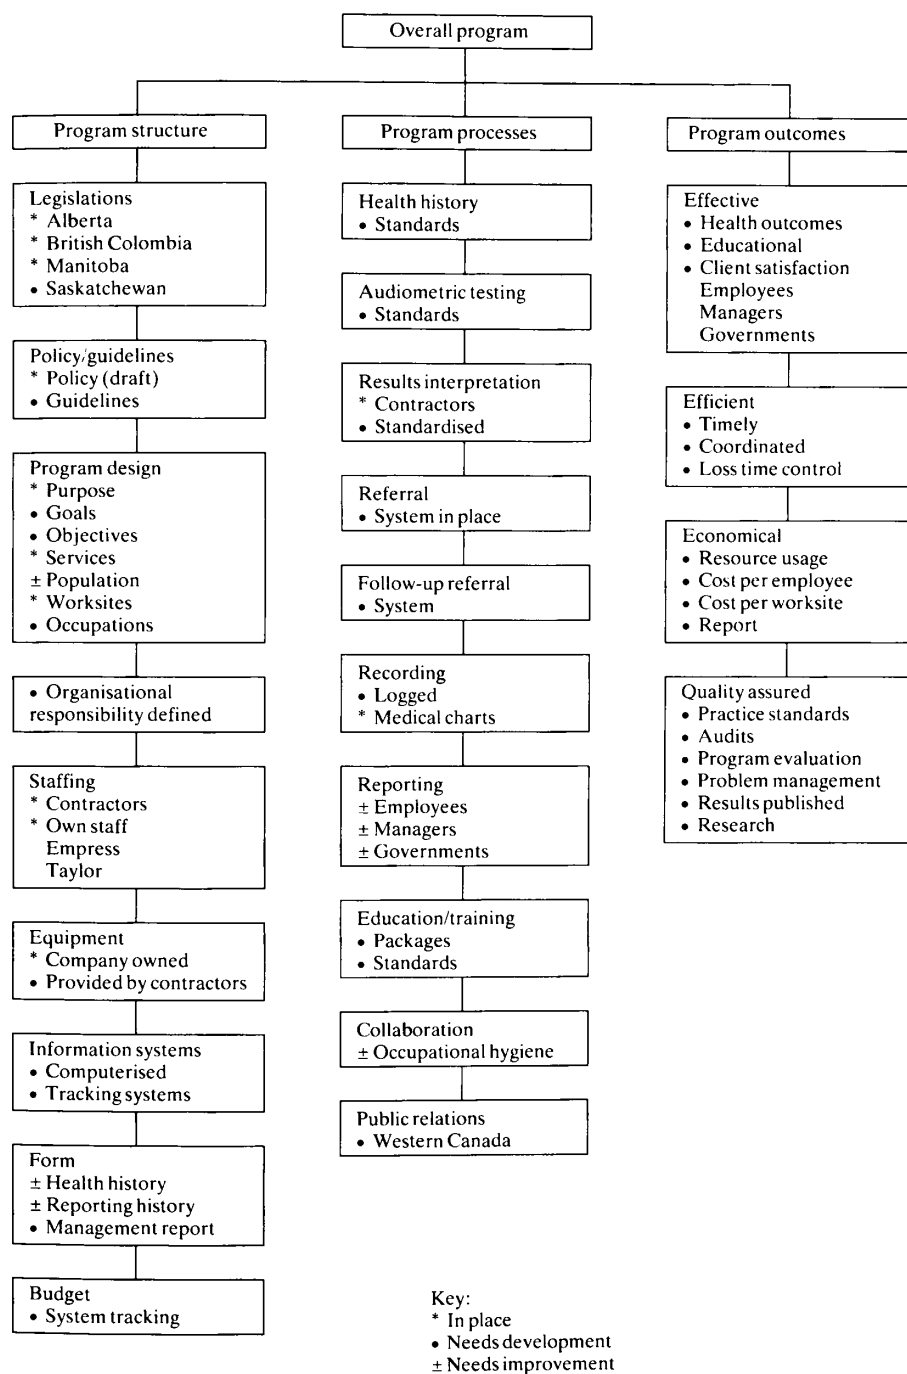 Overall program
Program structure
Legislations
* Alberta
* British Colombia
* Manitoba
• Saskatchewan
Policy/guidelines
* Policy (draft)
• Guidelines
Program design
* Purpose
• Goals
• Objectives
* Services
± Population
* Worksites
• Occupations
• Organisational
responsibility defined
Staffing
* Contractors
* Own staff
Empress
Taylor
Equipment
* Company owned
• Provided by contractors
Information systems
• Computerised
• Tracking systems
Form
± Health history
± Reporting history
• Management report
Budget
• System tracking
Program processes
Health history
• Standards
Audiometric testing
• Standards
Results interpretation
* Contractors
• Standardised
Referral
• System in place
Follow-up referral
• System
Recording
• Logged
* Medical charts
Reporting
± Employees
± Managers
± Governments
Education/training
• Packages
• Standards
Collaboration
± Occupational hygiene
Public relations
• Western Canada
Program outcomes
Effective
• Health outcomes
• Educational
• Client satisfaction
Employees
Managers
Governments
Efficient
• Timely
• Coordinated
• Loss time control
Economical
• Resource usage
• Cost per employee
• Cost per worksite
• Report
Quality assured
• Practice standards
• Audits
• Program evaluation
• Problem management
• Results published
• Research
Key:
* In place
• Needs development
± Needs improvement